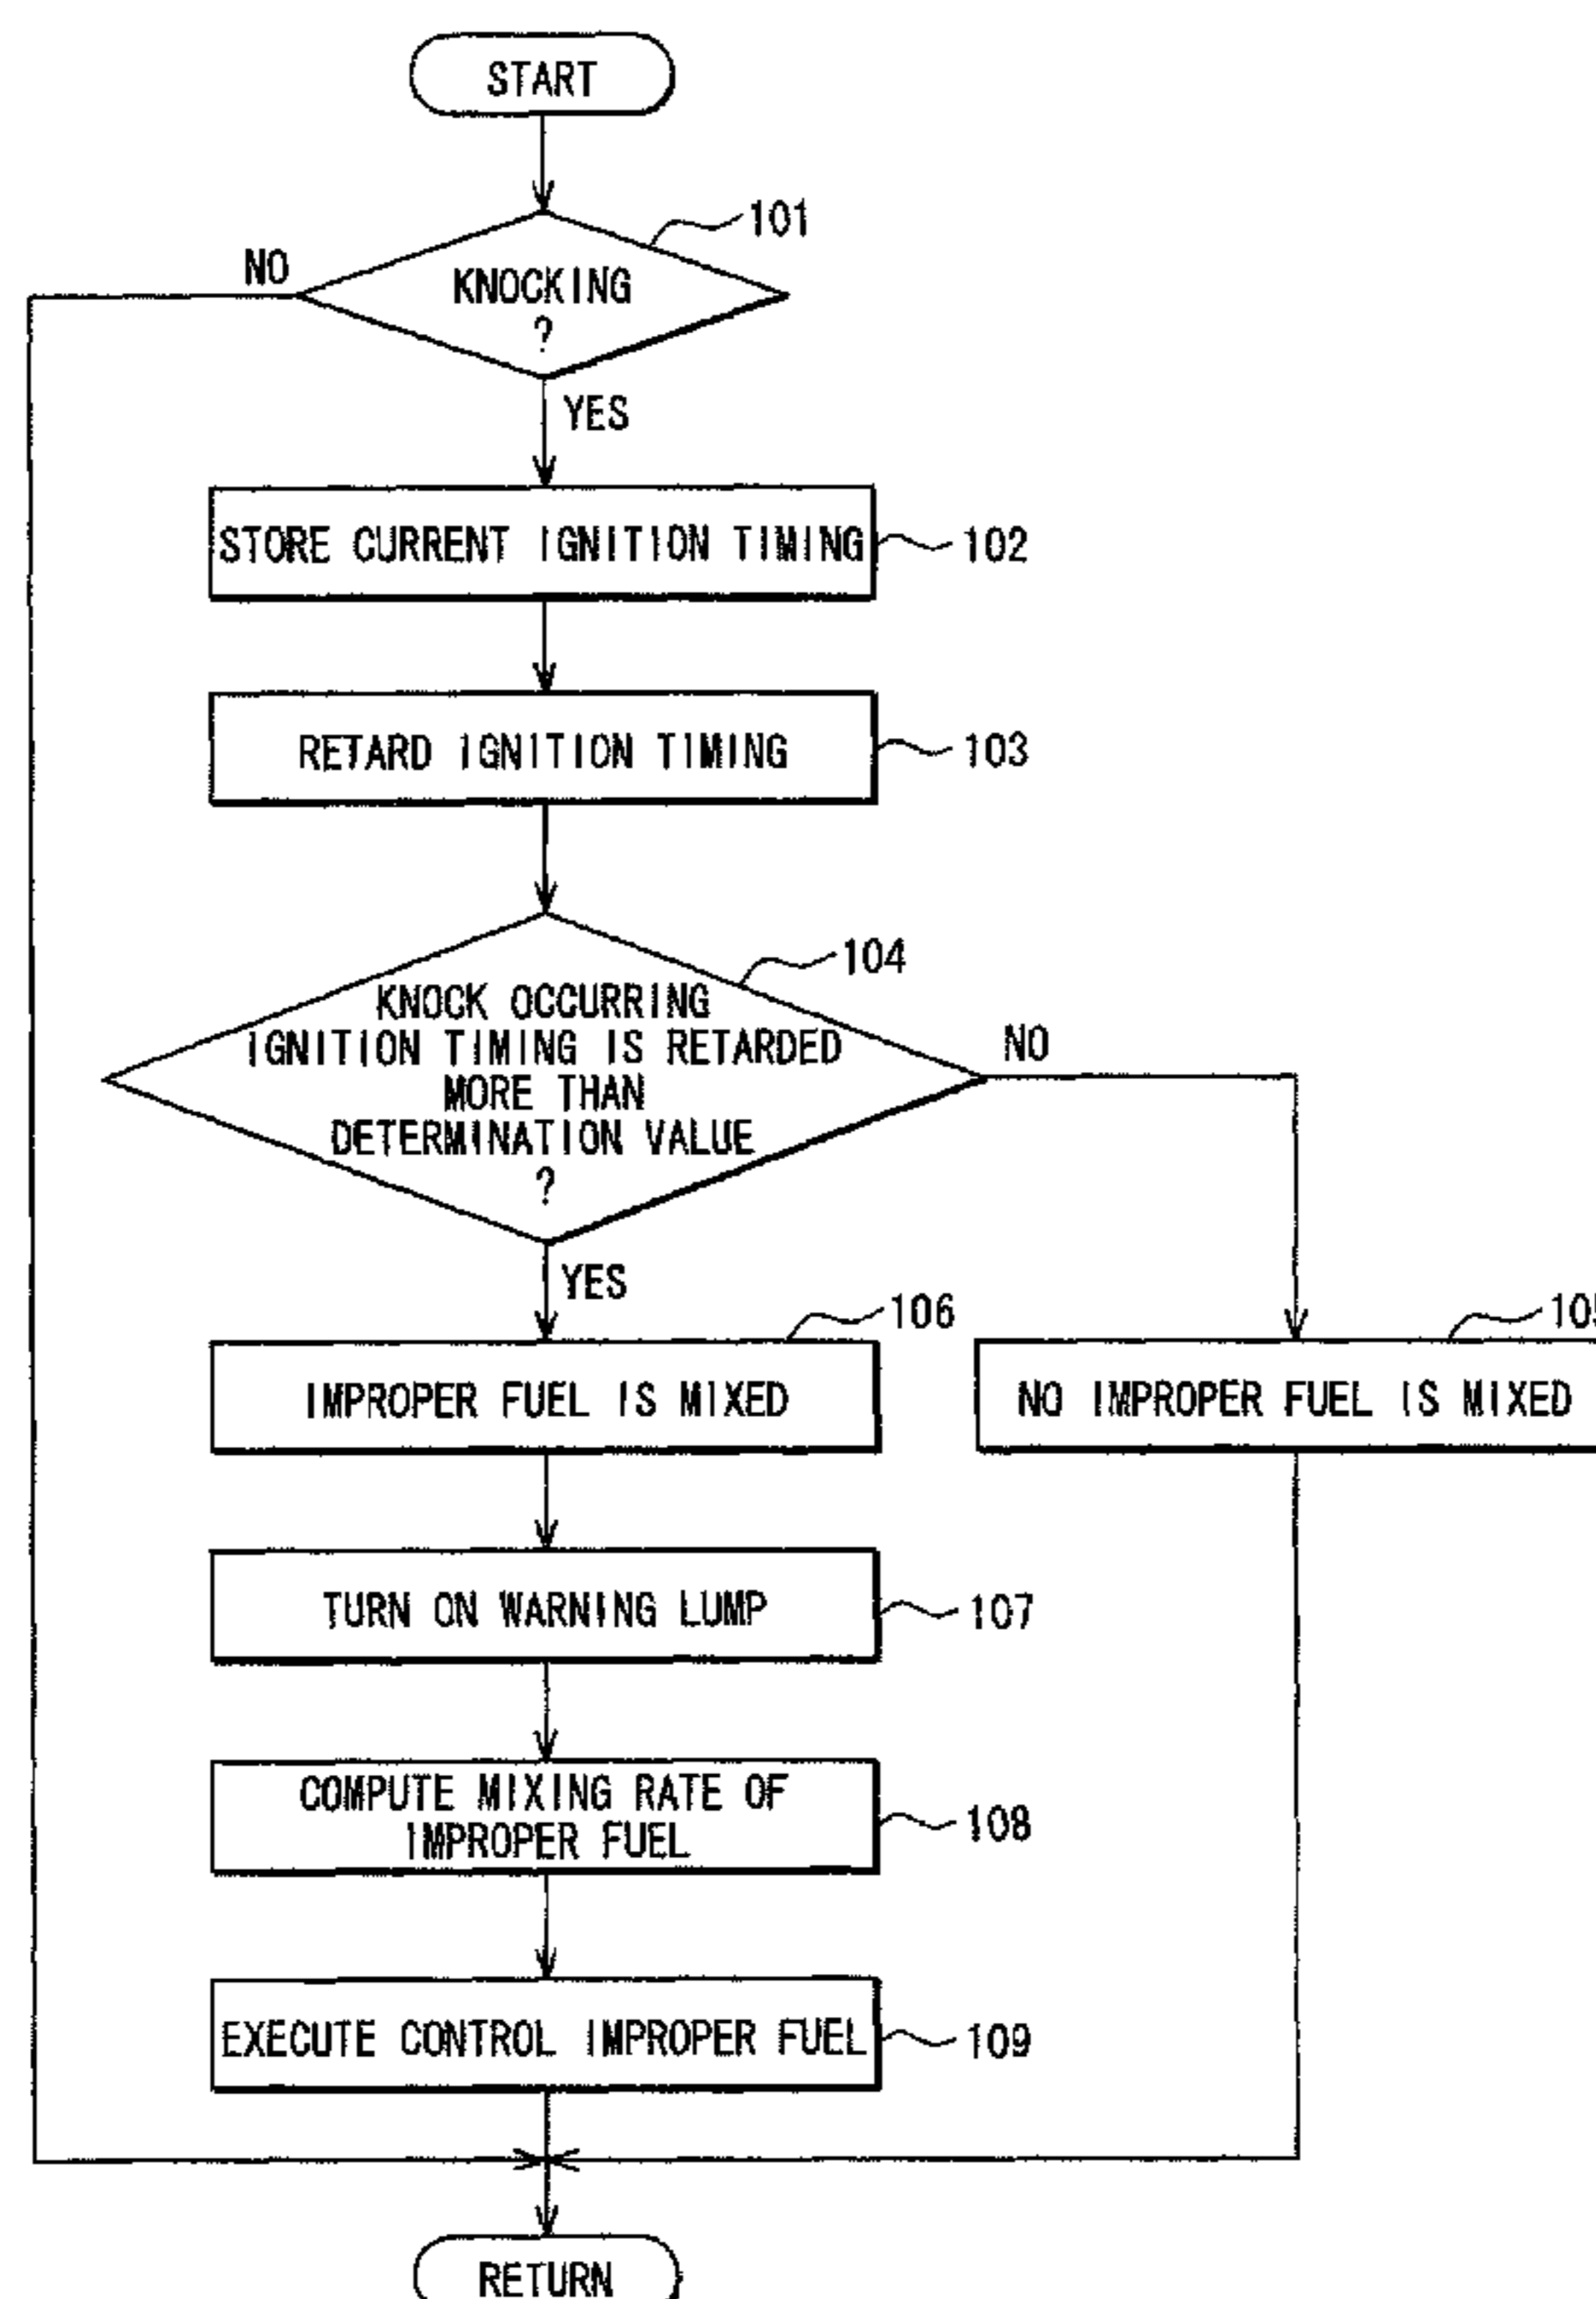 START
101
NO
KNOCKING
?
YES
STORE CURRENT IGNITION TIMING
102
RETARD IGNITION TIMING
103
104
KNOCK OCCURRING
IGNITION TIMING IS RETARDED
MORE THAN
DETERMINATION VALUE
?
NO
YES
106
105
IMPROPER FUEL IS MIXED
NO IMPROPER FUEL IS MIXED
TURN ON WARNING LUMP
107
COMPUTE MIXING RATE OF
IMPROPER FUEL
108
EXECUTE CONTROL IMPROPER FUEL
109
RETURN